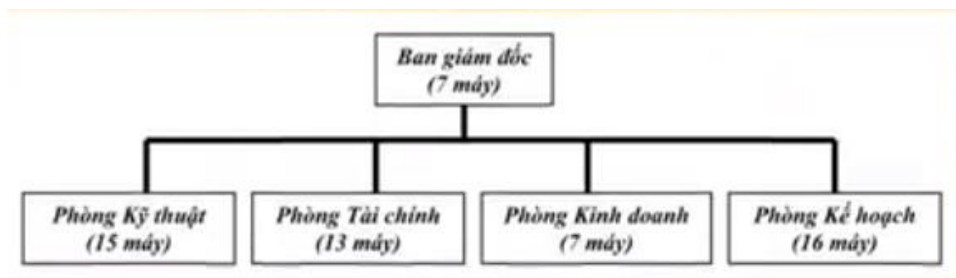 Ban giám đốc
(7 máy)
Phòng Kỹ thuật
(15 máy)
Phòng Tài chính
(13 máy)
Phòng Kinh doanh
(7 máy)
Phòng Kế hoạch
(16 máy)